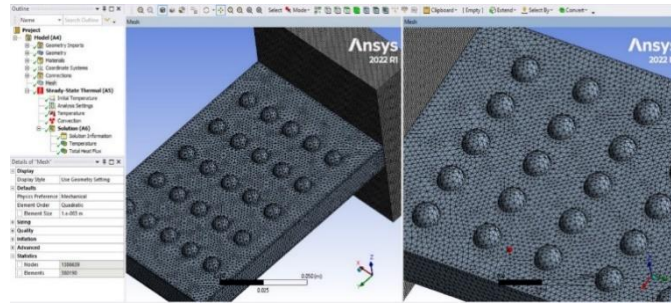 Outline
Name
Search Outline
Project
Model (A4)
Geometry Imports
Geometry
Materials
Coordinate Systems
Connections
Mesh
Steady-State Thermal (A5)
Initial Temperature
Analysis Settings
Temperature
Convection
Solution (A6)
Solution Information
Temperature
Total Heat Flux
Details of "Mesh"
Display
Display Style Use Geometry Setting
Defaults
Physics Preference Mechanical
Element Order Quadratic
Element Size
Sizing
Quality
Inflation
Advanced
Statistics
Nodes
Elements
Select Mode Clipboard [ Empty ] Extend Select By Convert
Mesh
Ansys
2022 R1
0.050 (m)
0.025
X
Z
Mesh
Ansys
2022 R